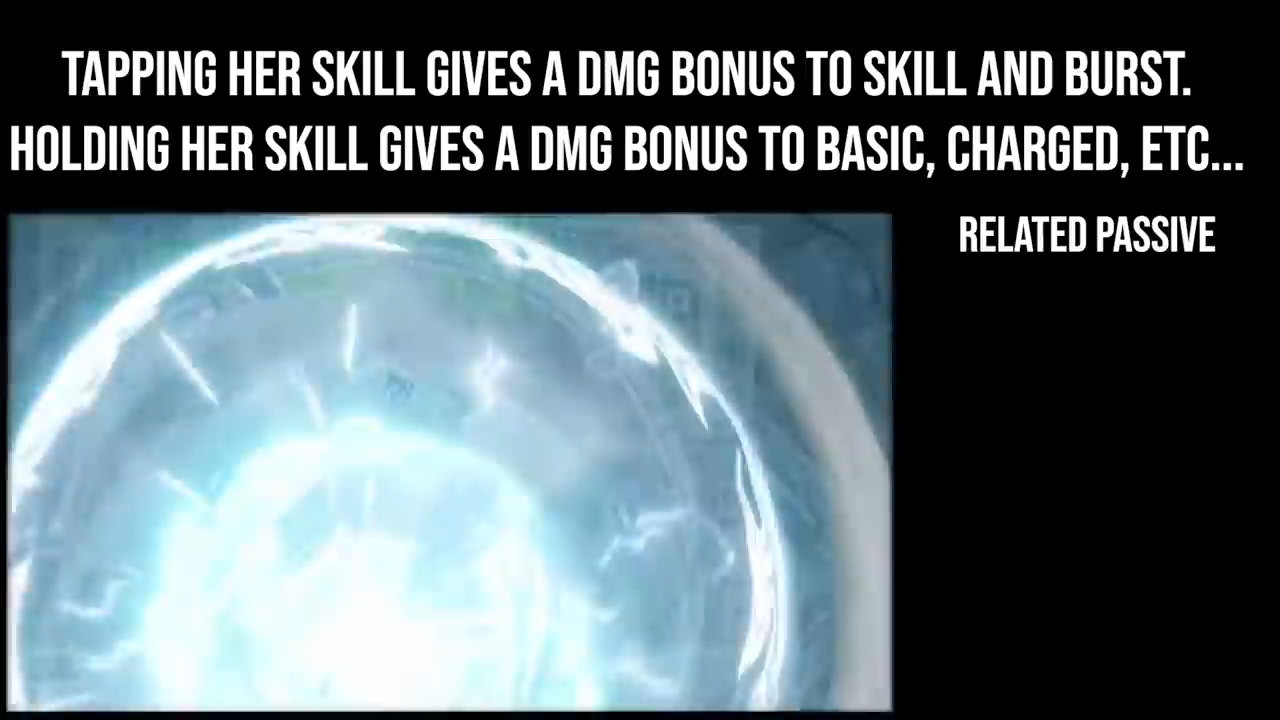 TAPPING HER SKILL GIVES A DMG BONUS TO SKILL AND BURST.
HOLDING HER SKILL GIVES A DMG BONUS TO BASIC, CHARGED, ETC...
RELATED PASSIVE